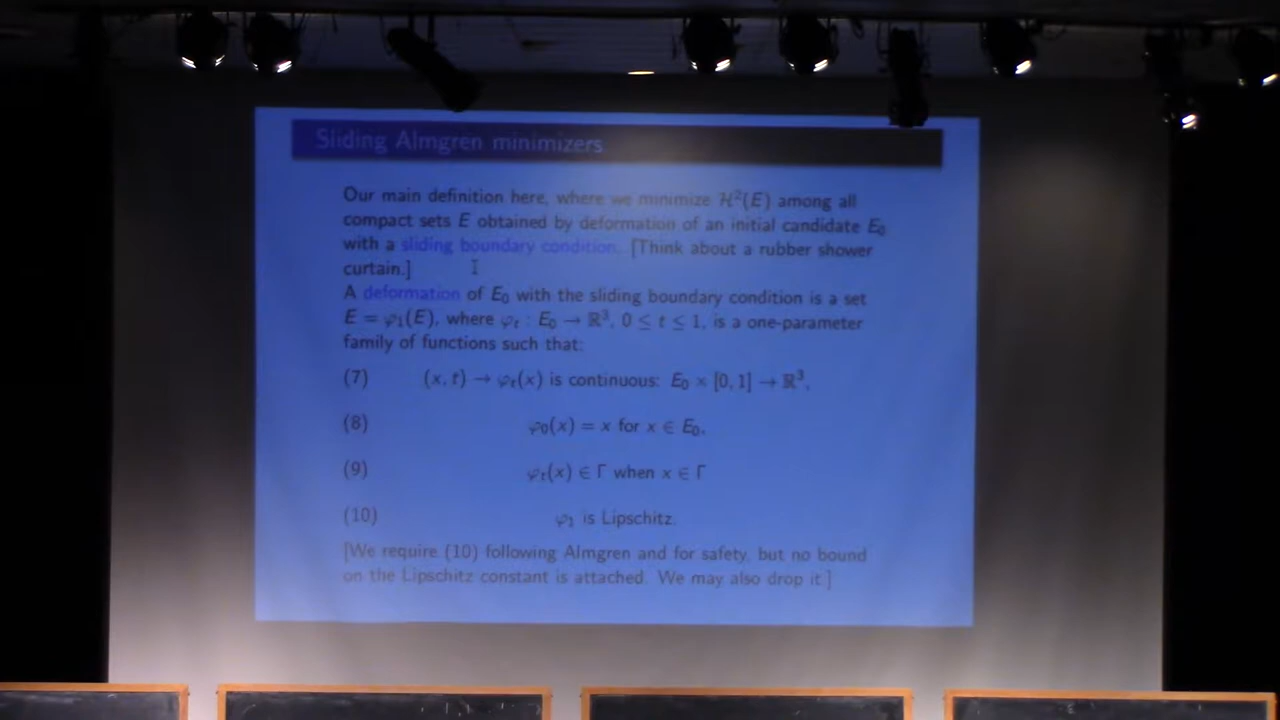 Sliding Almgren minimizers
Our main definition here, where we minimize ℋ²(E) among all
compact sets E obtained by deformation of an initial candidate E₀
with a sliding boundary condition. [Think about a rubber shower
curtain.]
A deformation of E₀ with the sliding boundary condition is a set
E = φ₁(E), where φₜ : E₀ → ℝ³, 0 ≤ t ≤ 1, is a one-parameter
family of functions such that:
(7) (x, t) → φₜ(x) is continuous: E₀ × [0, 1] → ℝ³,
(8) φ₀(x) = x for x ∈ E₀,
(9) φₜ(x) ∈ Γ when x ∈ Γ
(10) φ₁ is Lipschitz.
[We require (10) following Almgren and for safety, but no bound
on the Lipschitz constant is attached. We may also drop it.]